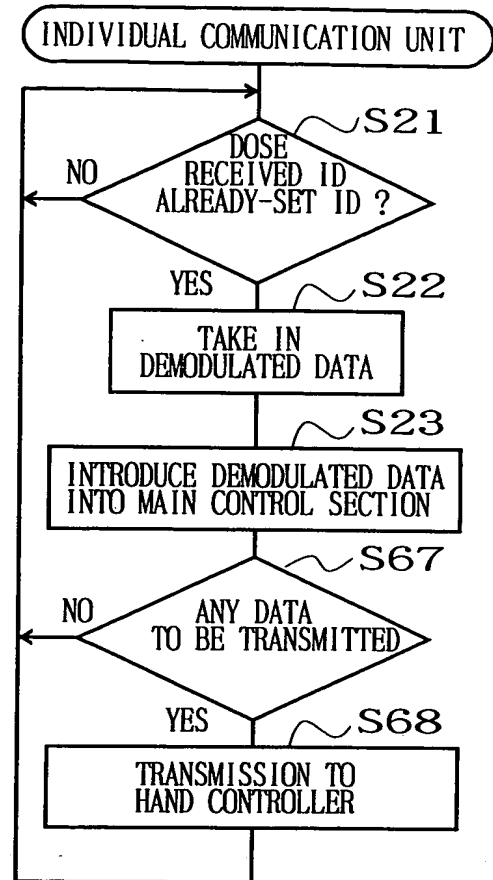 INDIVIDUAL COMMUNICATION UNIT
S21
DOSE
RECEIVED ID
ALREADY-SET ID ?
NO
YES
S22
TAKE IN
DEMODULATED DATA
S23
INTRODUCE DEMODULATED DATA
INTO MAIN CONTROL SECTION
S67
NO
ANY DATA
TO BE TRANSMITTED
YES
S68
TRANSMISSION TO
HAND CONTROLLER